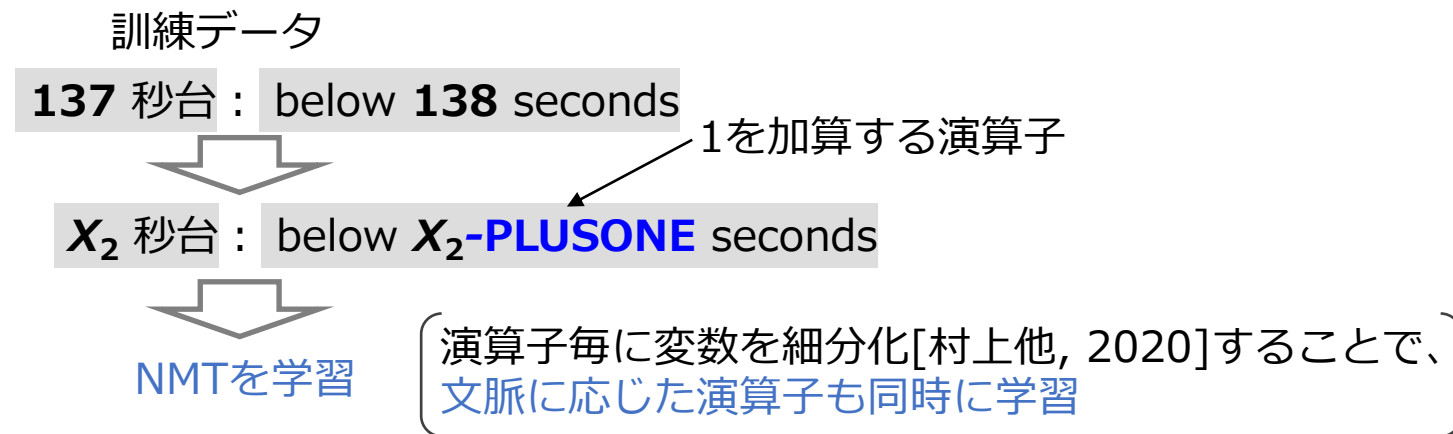 訓練データ
137 秒台 : below 138 seconds
1を加算する演算子
X₂ 秒台 : below X₂-PLUSONE seconds
NMTを学習
演算子毎に変数を細分化[村上他, 2020]することで、
文脈に応じた演算子も同時に学習